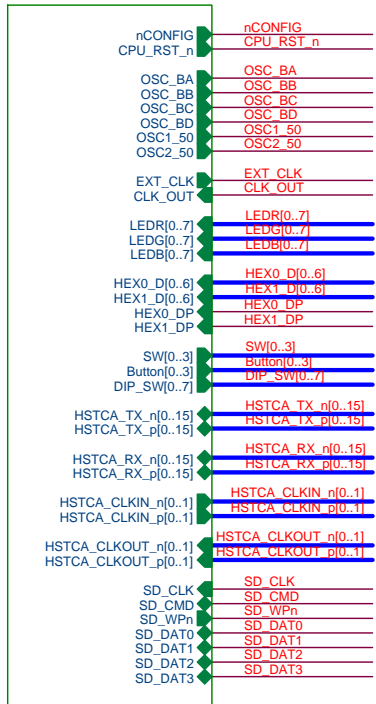 nCONFIG nCONFIG
CPU_RST_n CPU_RST_n
OSC_BA OSC_BA
OSC_BB OSC_BB
OSC_BC OSC_BC
OSC_BD OSC_BD
OSC1_50 OSC1_50
OSC2_50 OSC2_50
EXT_CLK EXT_CLK
CLK_OUT CLK_OUT
LEDR[0..7] LEDR[0..7]
LEDG[0..7] LEDG[0..7]
LEDB[0..7] LEDB[0..7]
HEX0_D[0..6] HEX0_D[0..6]
HEX1_D[0..6] HEX1_D[0..6]
HEX0_DP HEX0_DP
HEX1_DP HEX1_DP
SW[0..3] SW[0..3]
Button[0..3] Button[0..3]
DIP_SW[0..7] DIP_SW[0..7]
HSTCA_TX_n[0..15] HSTCA_TX_n[0..15]
HSTCA_TX_p[0..15] HSTCA_TX_p[0..15]
HSTCA_RX_n[0..15] HSTCA_RX_n[0..15]
HSTCA_RX_p[0..15] HSTCA_RX_p[0..15]
HSTCA_CLKIN_n[0..1] HSTCA_CLKIN_n[0..1]
HSTCA_CLKIN_p[0..1] HSTCA_CLKIN_p[0..1]
HSTCA_CLKOUT_n[0..1] HSTCA_CLKOUT_n[0..1]
HSTCA_CLKOUT_p[0..1] HSTCA_CLKOUT_p[0..1]
SD_CLK SD_CLK
SD_CMD SD_CMD
SD_WPn SD_WPn
SD_DAT0 SD_DAT0
SD_DAT1 SD_DAT1
SD_DAT2 SD_DAT2
SD_DAT3 SD_DAT3